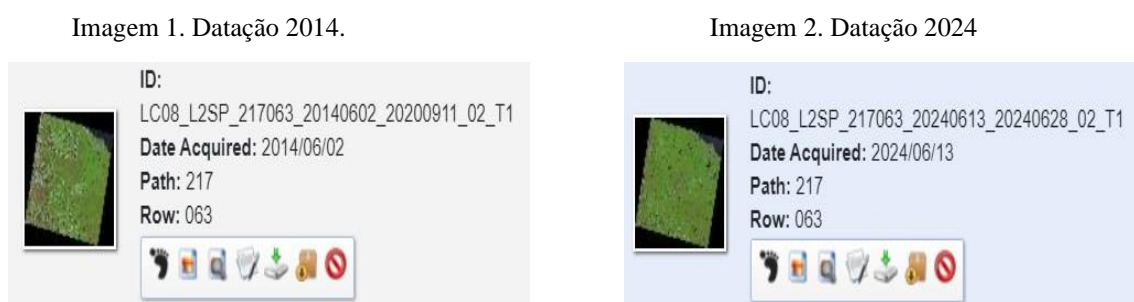 Imagem 1. Datação 2014.
ID:
LC08_L2SP_217063_20140602_20200911_02_T1
Date Acquired: 2014/06/02
Path: 217
Row: 063
Imagem 2. Datação 2024
ID:
LC08_L2SP_217063_20240613_20240628_02_T1
Date Acquired: 2024/06/13
Path: 217
Row: 063